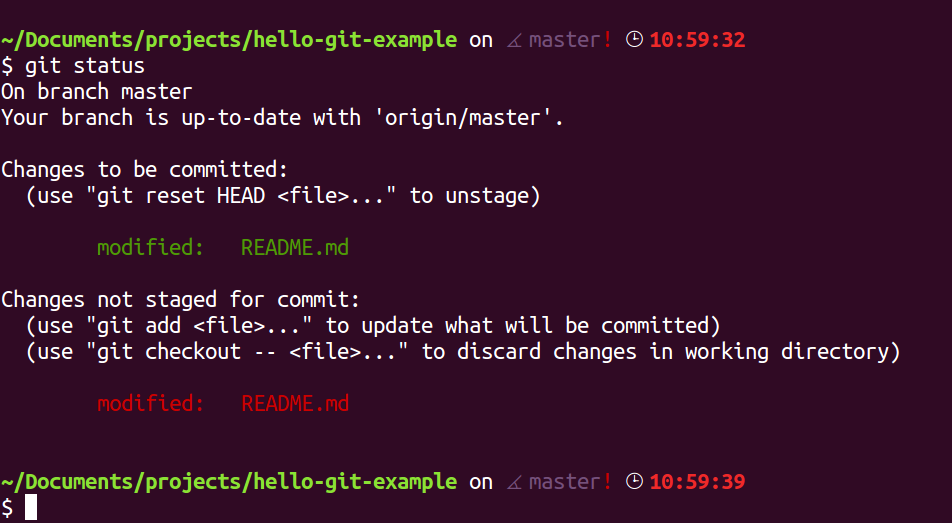 ~/Documents/projects/hello-git-example on ⦨ master! 🕒 10:59:32
$ git status
On branch master
Your branch is up-to-date with 'origin/master'.
Changes to be committed:
(use "git reset HEAD <file>..." to unstage)
modified: README.md
Changes not staged for commit:
(use "git add <file>..." to update what will be committed)
(use "git checkout -- <file>..." to discard changes in working directory)
modified: README.md
~/Documents/projects/hello-git-example on ⦨ master! 🕒 10:59:39
$